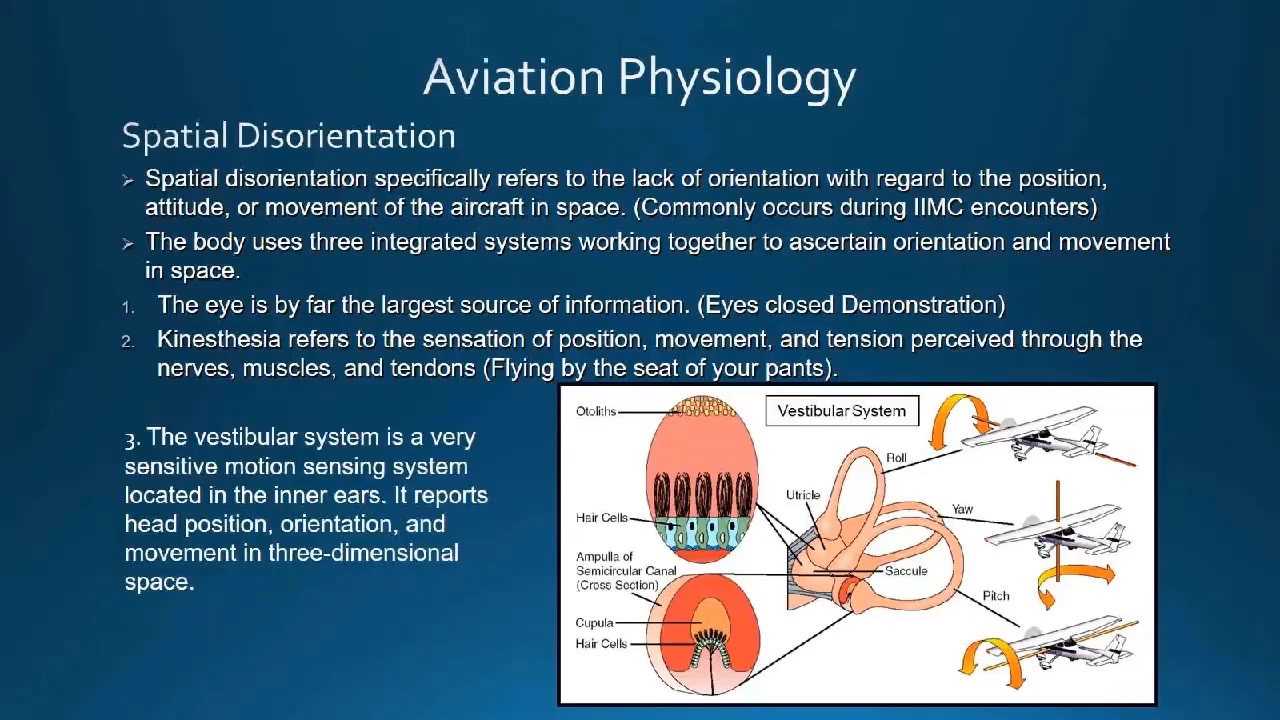 Aviation Physiology
Spatial Disorientation
➢ Spatial disorientation specifically refers to the lack of orientation with regard to the position,
attitude, or movement of the aircraft in space. (Commonly occurs during IIMC encounters)
➢ The body uses three integrated systems working together to ascertain orientation and movement
in space.
1. The eye is by far the largest source of information. (Eyes closed Demonstration)
2. Kinesthesia refers to the sensation of position, movement, and tension perceived through the
nerves, muscles, and tendons (Flying by the seat of your pants).
3. The vestibular system is a very
sensitive motion sensing system
located in the inner ears. It reports
head position, orientation, and
movement in three-dimensional
space.
Vestibular System
Otoliths
Hair Cells
Ampulla of
Semicircular Canal
(Cross Section)
Cupula
Hair Cells
Utricle
Saccule
Roll
Yaw
Pitch